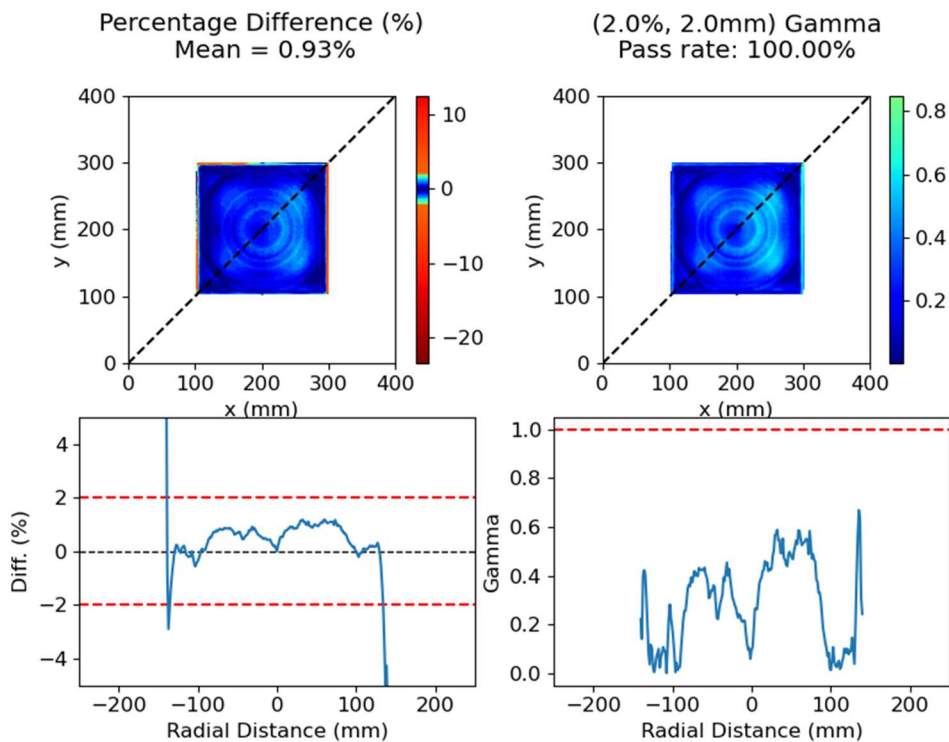 Percentage Difference (%)
Mean = 0.93%
(2.0%, 2.0mm) Gamma
Pass rate: 100.00%
400
300
200
100
0
y (mm)
0 100 200 300 400
x (mm)
10
0
−10
−20
400
300
200
100
0
y (mm)
0 100 200 300 400
x (mm)
0.8
0.6
0.4
0.2
4
2
0
−2
−4
Diff. (%)
−200 −100 0 100 200
Radial Distance (mm)
1.0
0.8
0.6
0.4
0.2
0.0
Gamma
−200 −100 0 100 200
Radial Distance (mm)